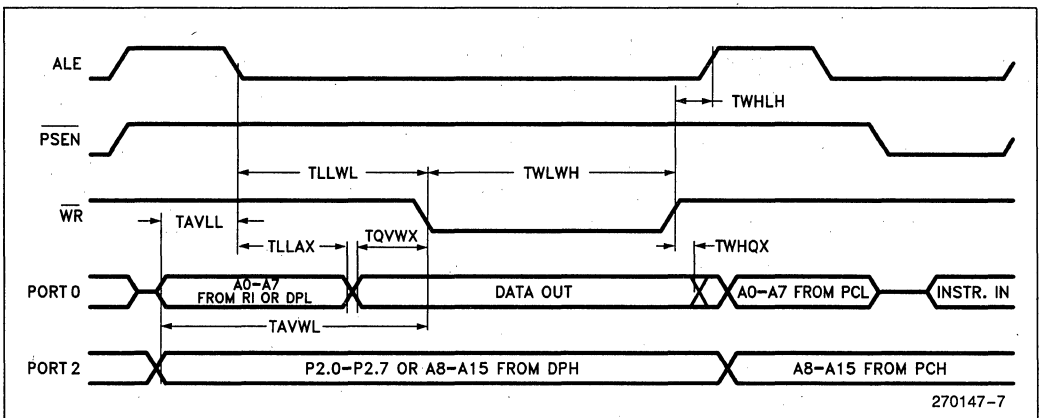 ALE
TWHLH
PSEN
TLLWL
TWLWH
WR
TAVLL
TQVWX
TLLAX
TWHQX
PORT 0
A0–A7
FROM RI OR DPL
DATA OUT
A0–A7 FROM PCL
INSTR. IN
TAVWL
PORT 2
P2.0–P2.7 OR A8–A15 FROM DPH
A8–A15 FROM PCH
270147–7